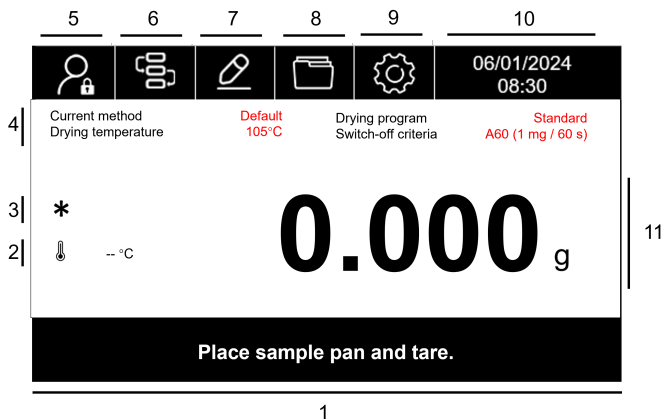 5 6 7 8 9 10
06/01/2024
08:30
4
Current method Default Drying program Standard
Drying temperature 105°C Switch-off criteria A60 (1 mg / 60 s)
3 *
0.000 g
11
2 -- °C
Place sample pan and tare.
1